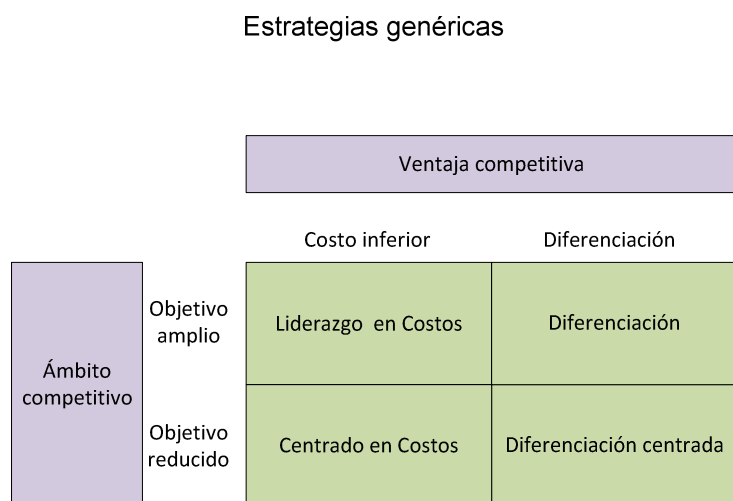 Estrategias genéricas
Ventaja competitiva
Costo inferior
Diferenciación
Objetivo
amplio
Liderazgo en Costos
Diferenciación
Ámbito
competitivo
Objetivo
reducido
Centrado en Costos
Diferenciación centrada